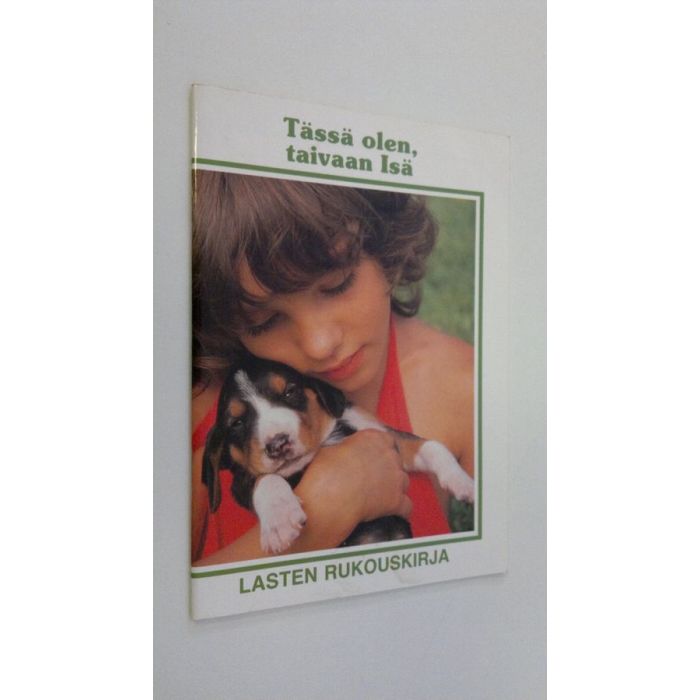 Tässä olen,
taivaan Isä
LASTEN RUKOUSKIRJA